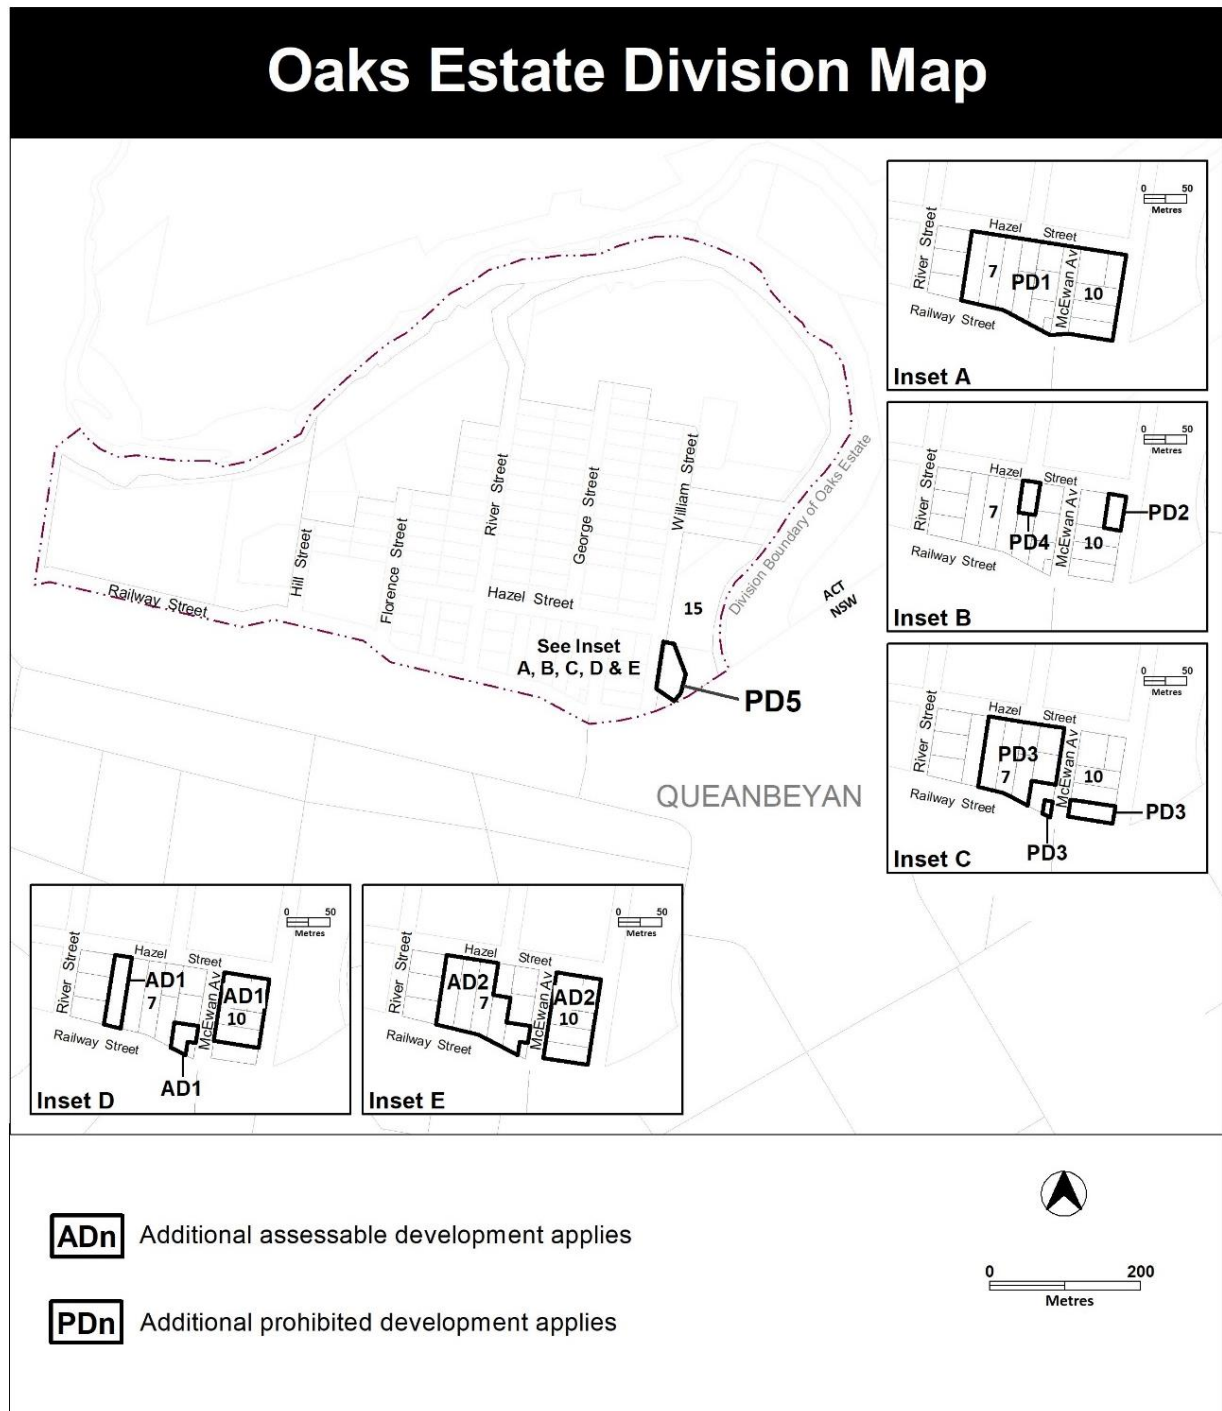 Oaks Estate Division Map
River Street
George Street
William Street
Hill Street
Florence Street
Railway Street
Hazel Street
Division Boundary of Oaks Estate
ACT
NSW
15
See Inset
A, B, C, D & E
PD5
QUEANBEYAN
0 50
Metres
River Street
Hazel Street
7
PD1
McEwan Av
10
Railway Street
Inset A
0 50
Metres
River Street
Hazel Street
7
PD4
McEwan Av
10
PD2
Railway Street
Inset B
0 50
Metres
River Street
Hazel Street
PD3
7
McEwan Av
10
Railway Street
PD3
PD3
Inset C
0 50
Metres
River Street
Hazel Street
AD1
7
McEwan Av
AD1
10
Railway Street
AD1
Inset D
0 50
Metres
River Street
Hazel Street
AD2
7
McEwan Av
AD2
10
Railway Street
Inset E
ADn Additional assessable development applies
PDn Additional prohibited development applies
0 200
Metres